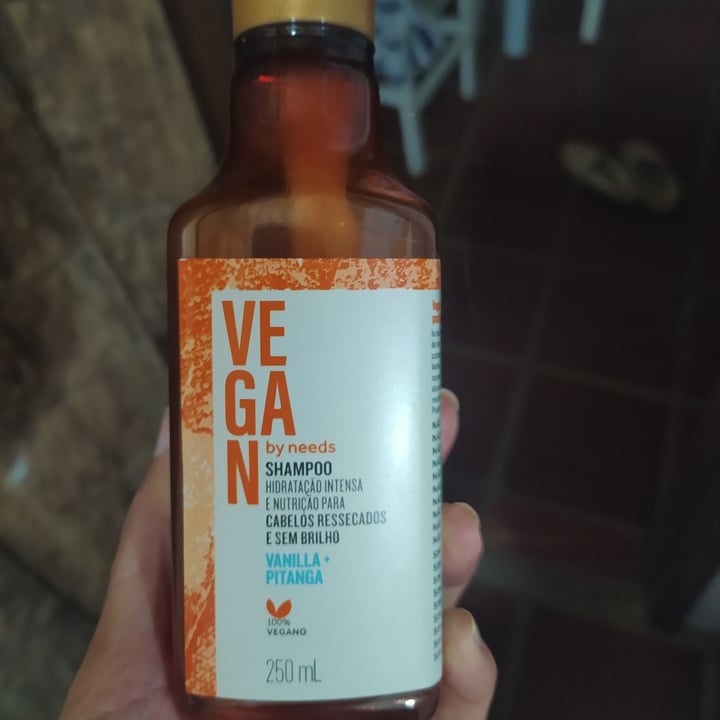 VE
GA
N
by needs
SHAMPOO
HIDRATAÇÃO INTENSA
E NUTRIÇÃO PARA
CABELOS RESSECADOS
E SEM BRILHO
VANILLA +
PITANGA
100%
VEGANO
250 mL